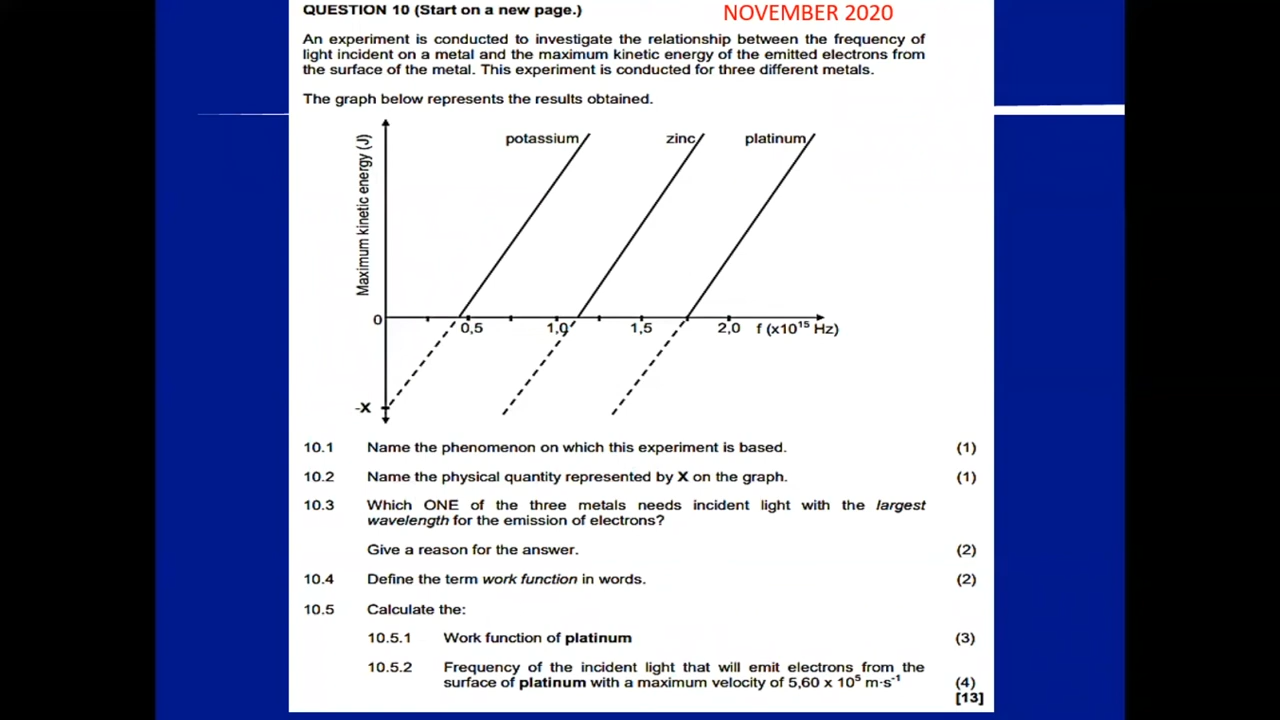 QUESTION 10 (Start on a new page.)
NOVEMBER 2020
An experiment is conducted to investigate the relationship between the frequency of
light incident on a metal and the maximum kinetic energy of the emitted electrons from
the surface of the metal. This experiment is conducted for three different metals.
The graph below represents the results obtained.
Maximum kinetic energy (J)
potassium
zinc
platinum
0
0,5
1,0
1,5
2,0
f (x10¹⁵ Hz)
-X
10.1 Name the phenomenon on which this experiment is based. (1)
10.2 Name the physical quantity represented by X on the graph. (1)
10.3 Which ONE of the three metals needs incident light with the largest
wavelength for the emission of electrons?
Give a reason for the answer. (2)
10.4 Define the term work function in words. (2)
10.5 Calculate the:
10.5.1 Work function of platinum (3)
10.5.2 Frequency of the incident light that will emit electrons from the
surface of platinum with a maximum velocity of 5,60 x 10⁵ m·s⁻¹ (4)
[13]